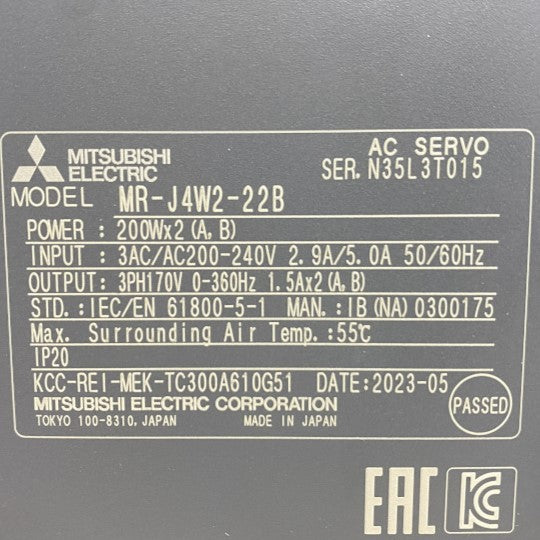 AC SERVO
MITSUBISHI
ELECTRIC
SER. N35L3T015
MODEL MR-J4W2-22B
POWER : 200Wx2 (A, B)
INPUT : 3AC/AC200-240V 2.9A/5.0A 50/60Hz
OUTPUT: 3PH170V 0-360Hz 1.5Ax2 (A, B)
STD. : IEC/EN 61800-5-1 MAN. : IB (NA) 0300175
Max. Surrounding Air Temp. : 55℃
IP20
KCC-REI-MEK-TC300A610G51 DATE: 2023-05
MITSUBISHI ELECTRIC CORPORATION
PASSED
TOKYO 100-8310, JAPAN MADE IN JAPAN
EAC KC